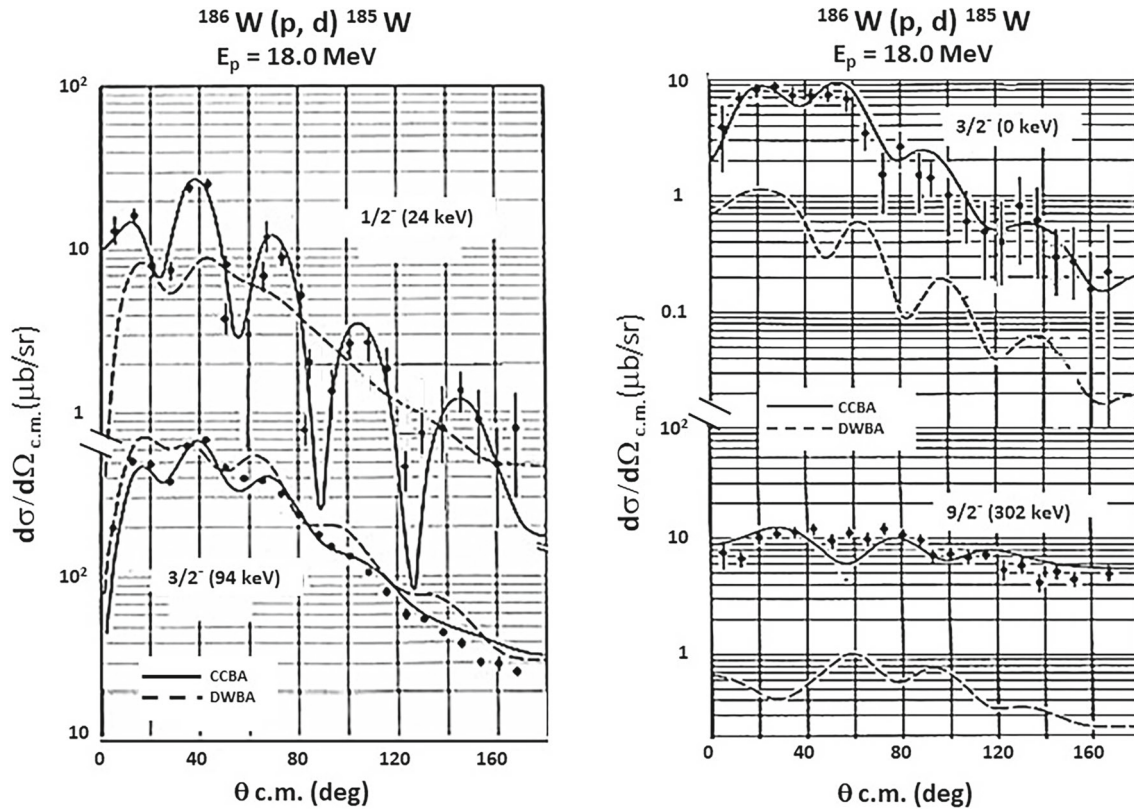 ¹⁸⁶W (p, d) ¹⁸⁵W
Eₚ = 18.0 MeV
10²
10
1
10²
10
dσ/dΩ c.m. (μb/sr)
1/2⁻ (24 keV)
3/2⁻ (94 keV)
CCBA
DWBA
0
40
80
120
160
θ c.m. (deg)
¹⁸⁶W (p, d) ¹⁸⁵W
Eₚ = 18.0 MeV
10
1
0.1
10²
10
1
dσ/dΩ c.m. (μb/sr)
3/2⁻ (0 keV)
CCBA
DWBA
9/2⁻ (302 keV)
0
40
80
120
160
θ c.m. (deg)